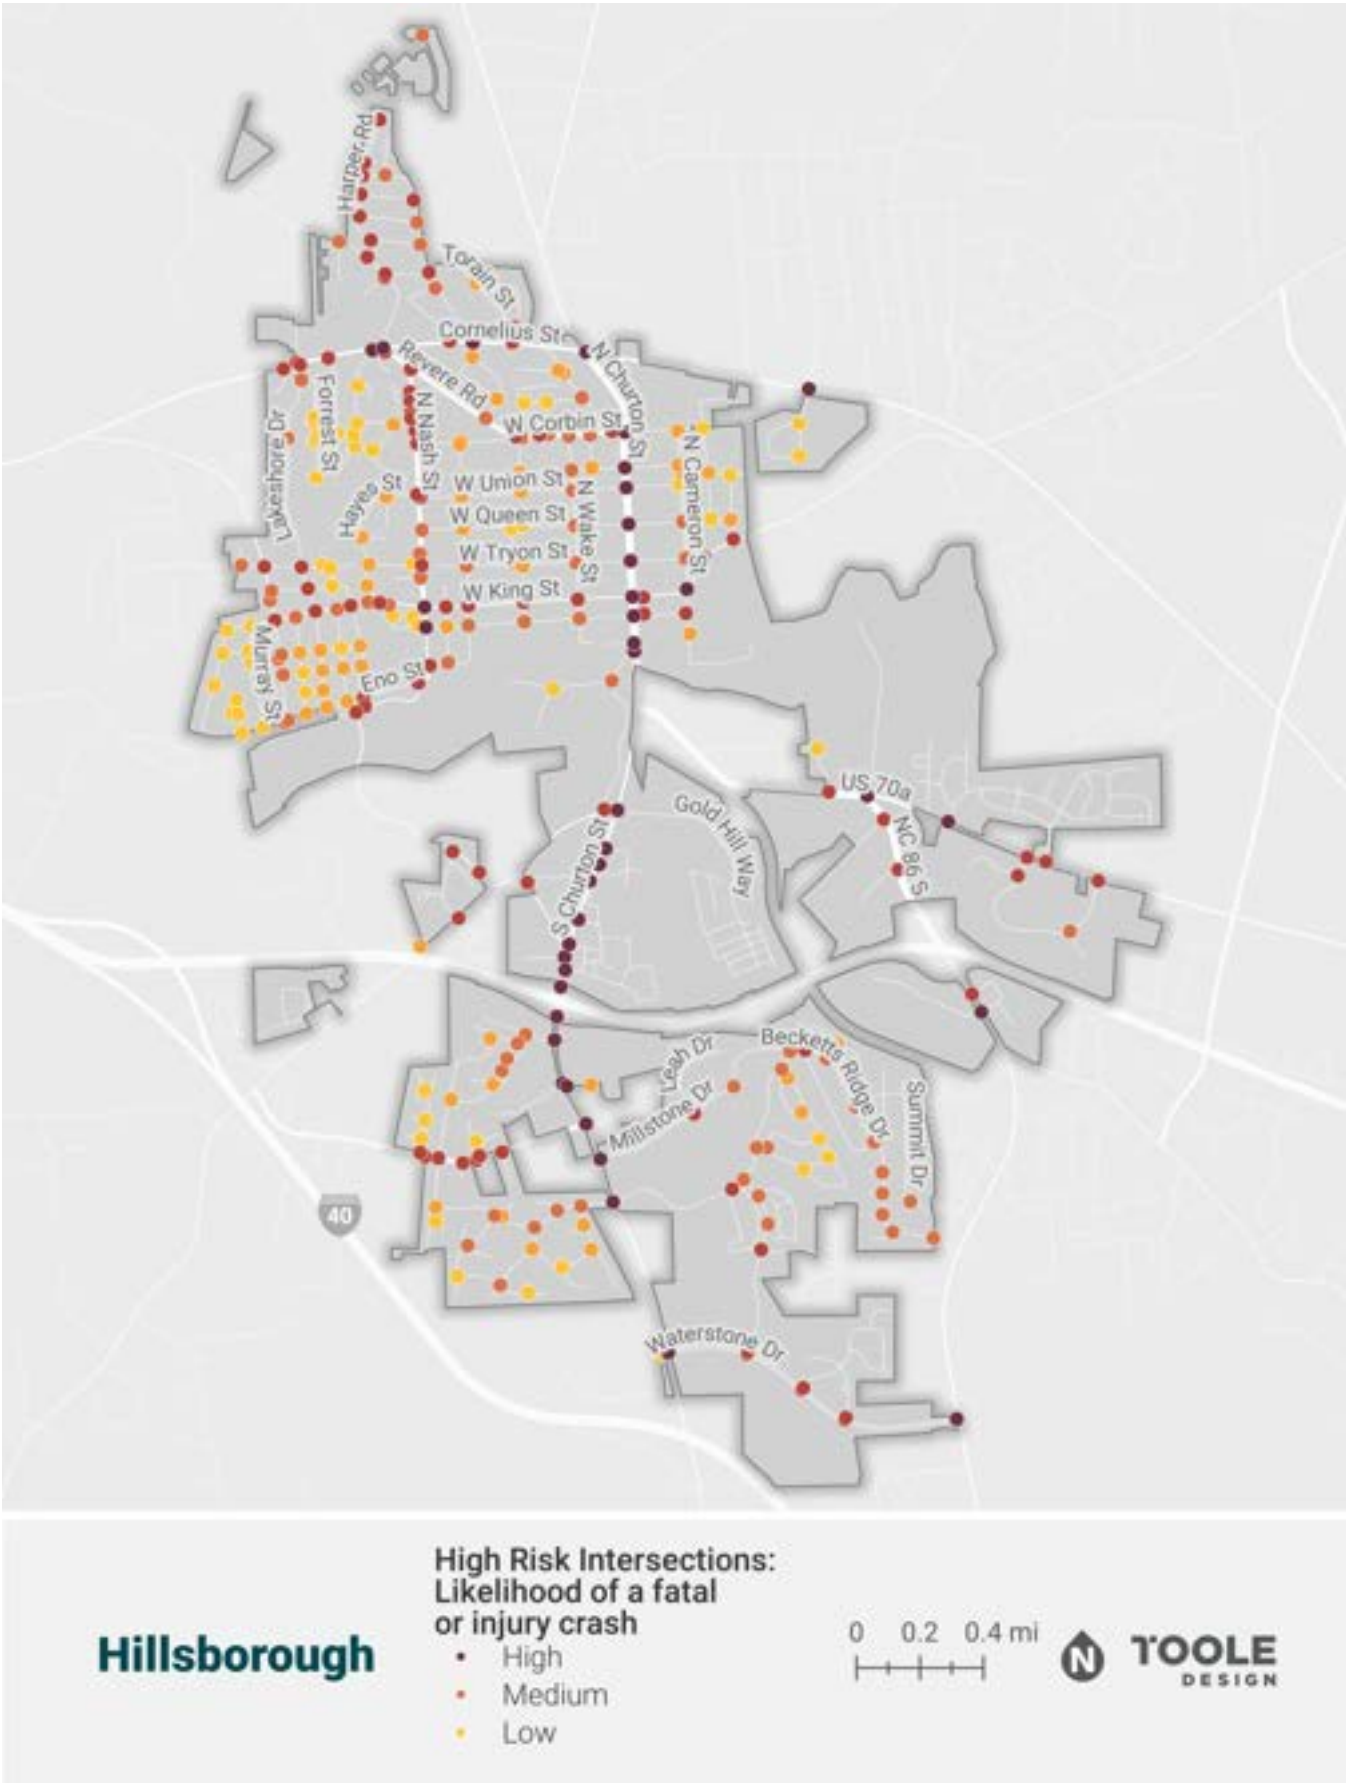 Harper Rd
Torain St
Cornelius St
N Churton St
Revere Rd
Forrest St
N Nash St
W Corbin St
Lakeshore Dr
N Cameron St
Hayes St
W Union St
N Wake St
W Queen St
W Tryon St
W King St
Murray St
Eno St
US 70a
Gold Hill Way
NC 86 S
S Churton St
Leah Dr
Becketts Ridge Dr
Millstone Dr
Summit Dr
40
Waterstone Dr
High Risk Intersections:
Likelihood of a fatal
or injury crash
High
Medium
Low
Hillsborough
0 0.2 0.4 mi
N
TOOLE
DESIGN